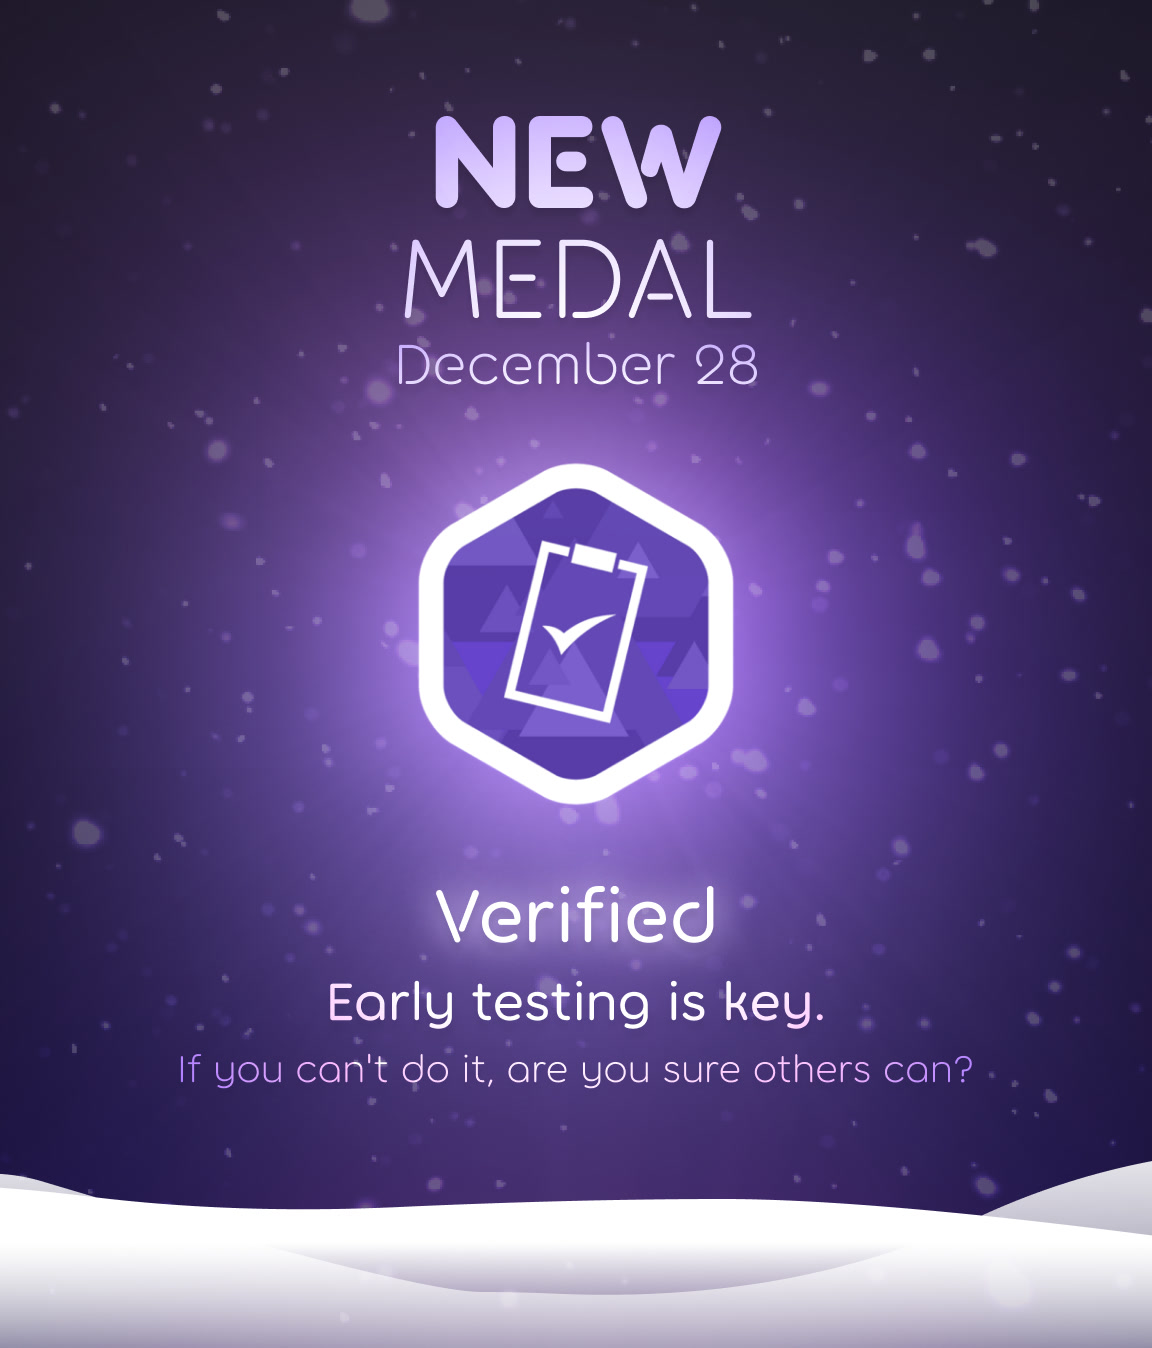 NEW
MEDAL
December 28
Verified
Early testing is key.
If you can't do it, are you sure others can?